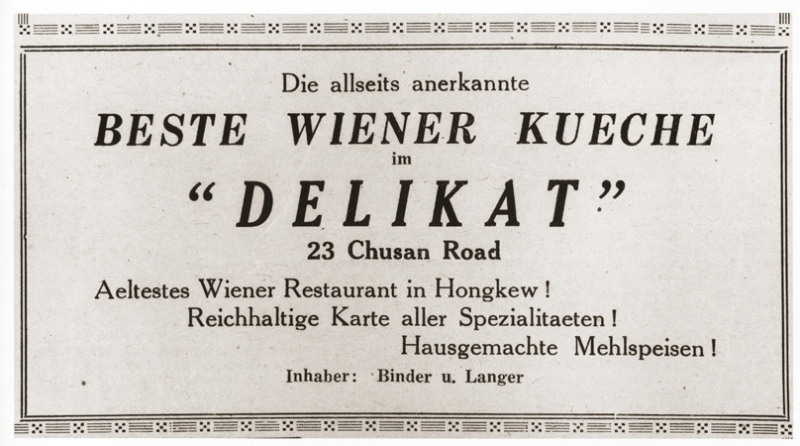 Die allseits anerkannte
BESTE WIENER KUECHE
im
“DELIKAT”
23 Chusan Road
Aeltestes Wiener Restaurant in Hongkew !
Reichhaltige Karte aller Spezialitaeten !
Hausgemachte Mehlspeisen !
Inhaber: Binder u. Langer